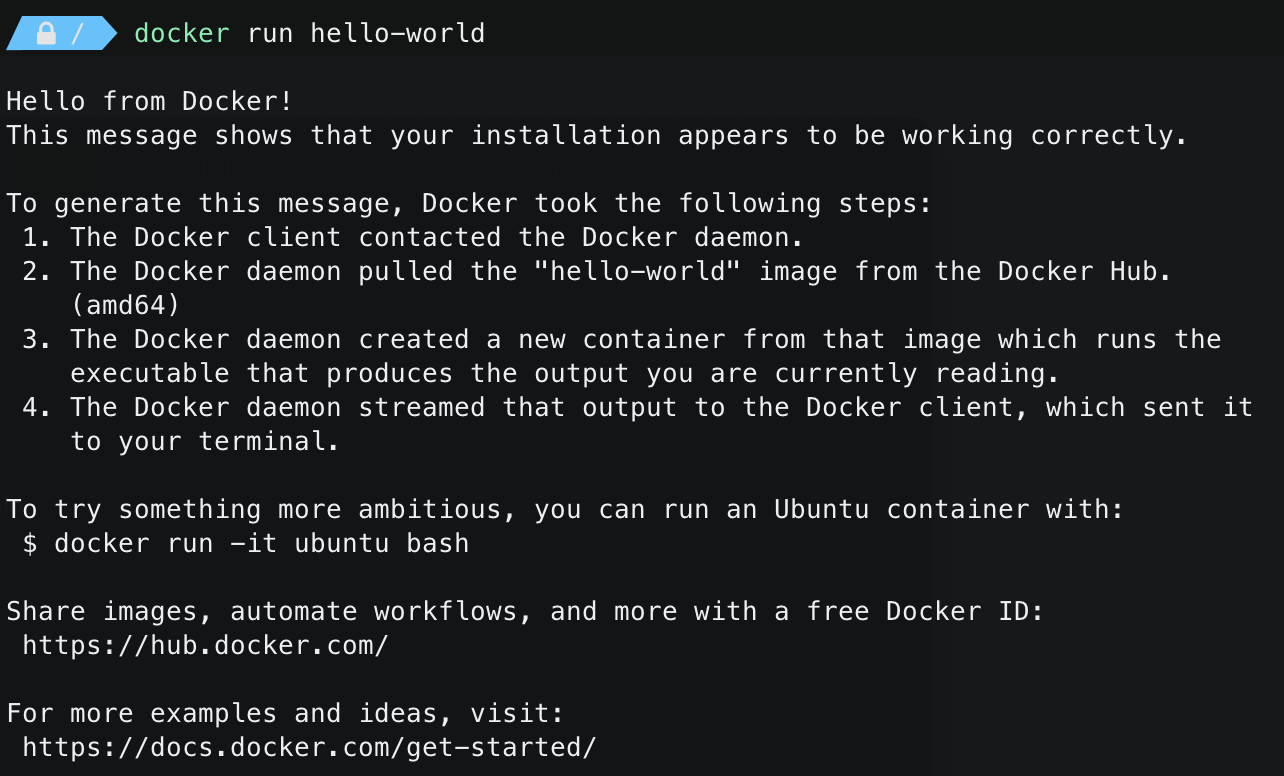 / docker run hello-world
Hello from Docker!
This message shows that your installation appears to be working correctly.
To generate this message, Docker took the following steps:
1. The Docker client contacted the Docker daemon.
2. The Docker daemon pulled the "hello-world" image from the Docker Hub.
(amd64)
3. The Docker daemon created a new container from that image which runs the
executable that produces the output you are currently reading.
4. The Docker daemon streamed that output to the Docker client, which sent it
to your terminal.
To try something more ambitious, you can run an Ubuntu container with:
$ docker run -it ubuntu bash
Share images, automate workflows, and more with a free Docker ID:
https://hub.docker.com/
For more examples and ideas, visit:
https://docs.docker.com/get-started/